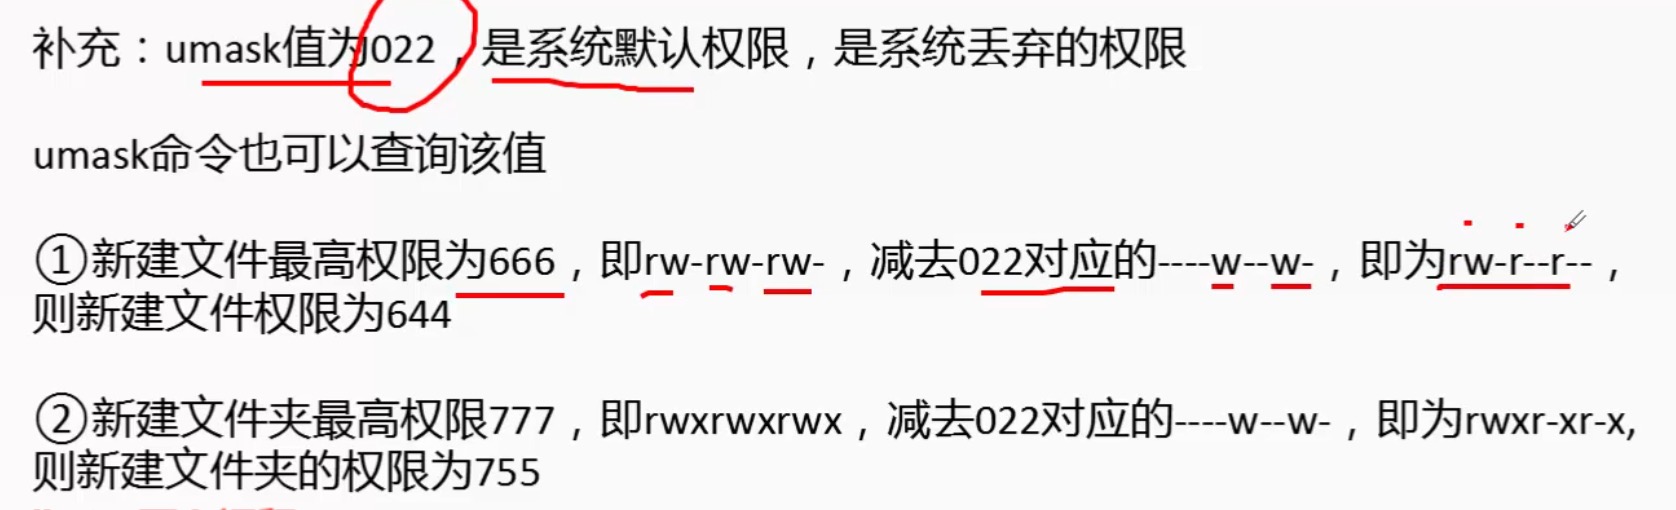 补充：umask值为022，是系统默认权限，是系统丢弃的权限
umask命令也可以查询该值
①新建文件最高权限为666，即rw-rw-rw-，减去022对应的----w--w-，即为rw-r--r--，
则新建文件权限为644
②新建文件夹最高权限777，即rwxrwxrwx，减去022对应的----w--w-，即为rwxr-xr-x,
则新建文件夹的权限为755